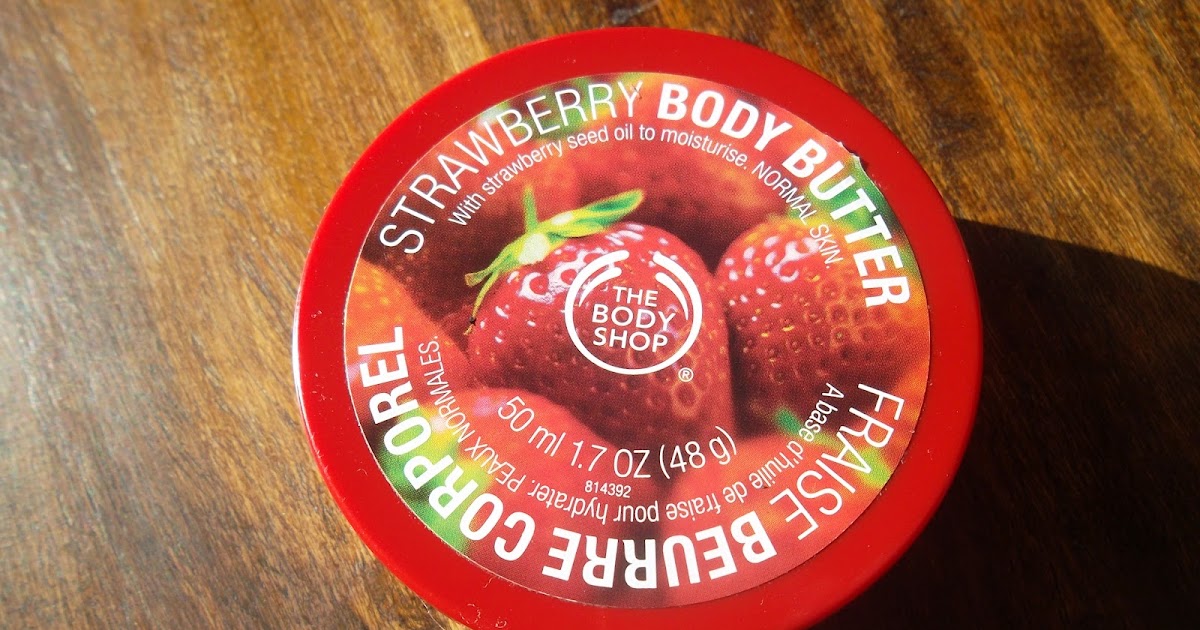 STRAWBERRY BODY BUTTER
With strawberry seed oil to moisturise. NORMAL SKIN.
THE
BODY
SHOP
®
50 ml 1.7 OZ (48 g)
814392
FRAISE BEURRE CORPOREL
A base d'huile de fraise pour hydrater. PEAUX NORMALES.